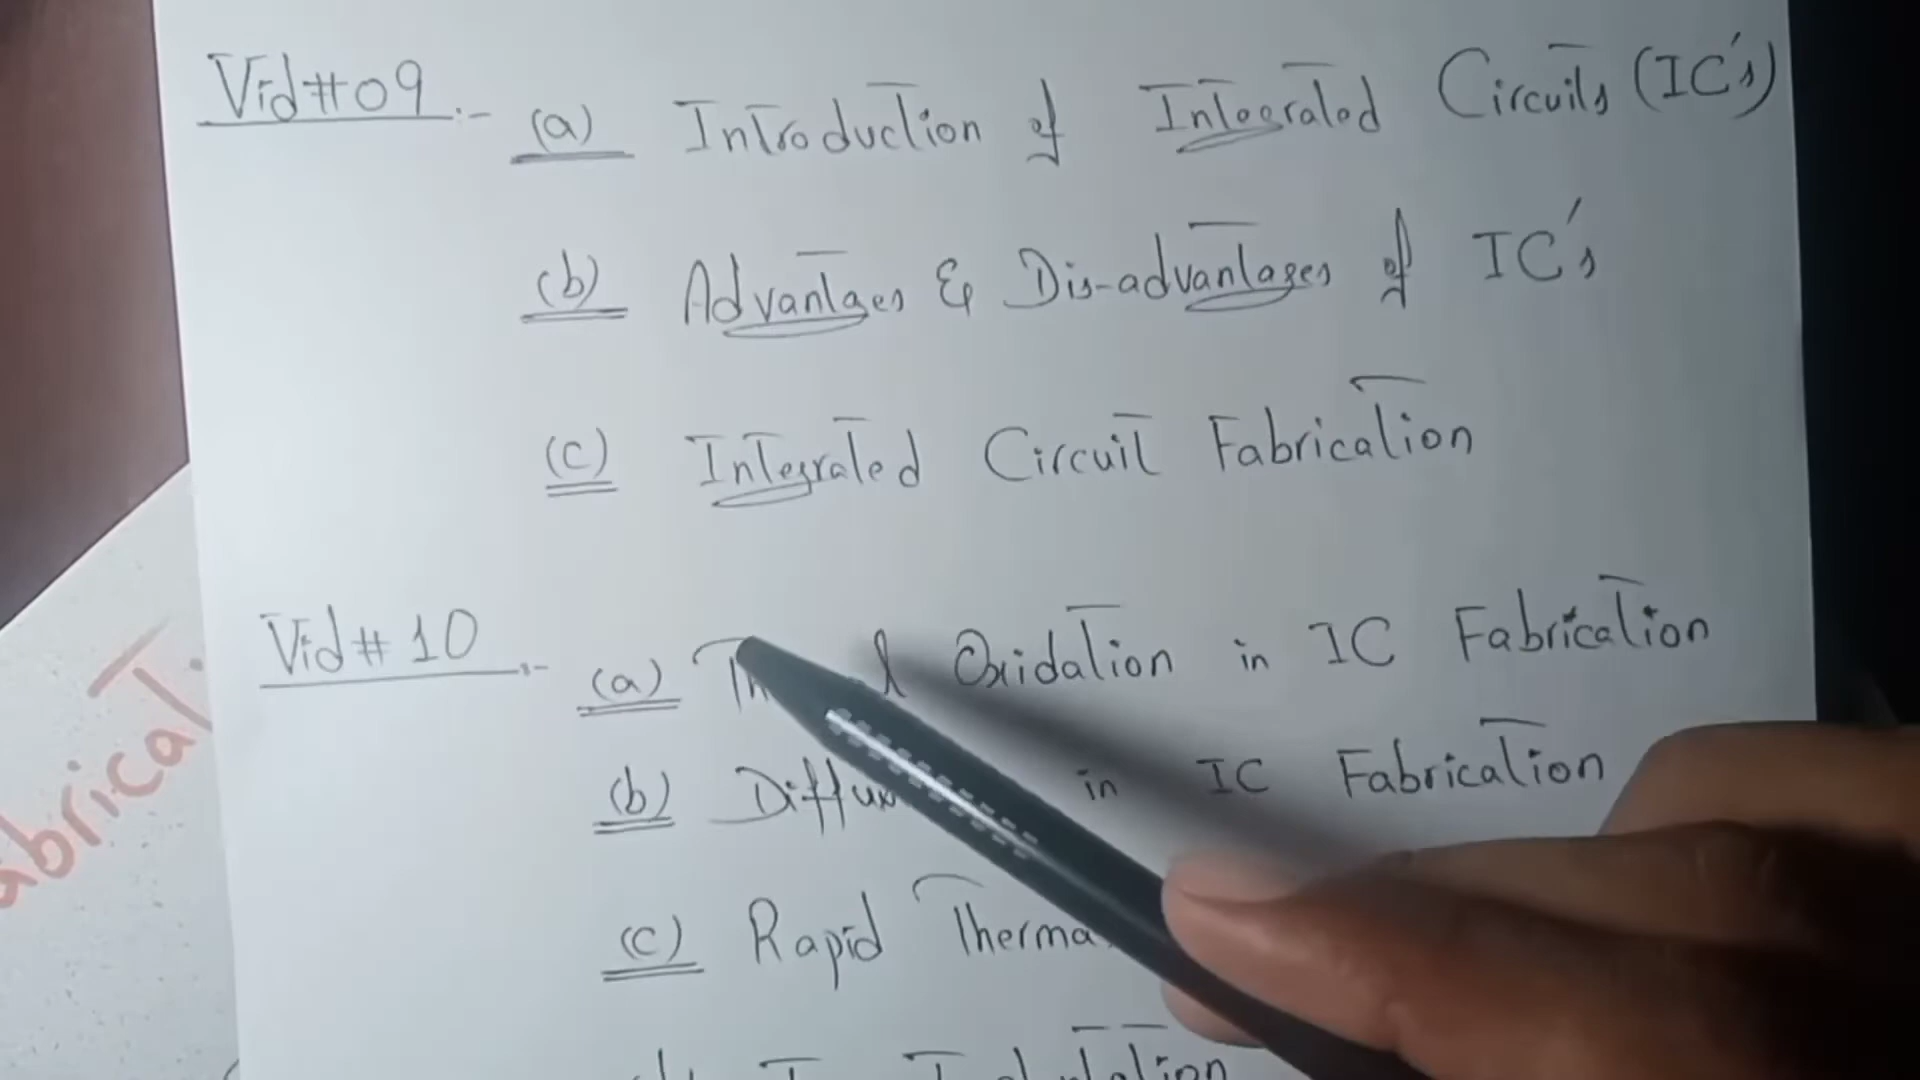 Vid#09:- (a) Introduction of Integrated Circuits (IC's)
(b) Advantges & Dis-advantages of IC's
(c) Integrated Circuit Fabrication
Vid#10:- (a) Oxidation in IC Fabrication
(b) in IC Fabrication
(c) Rapid